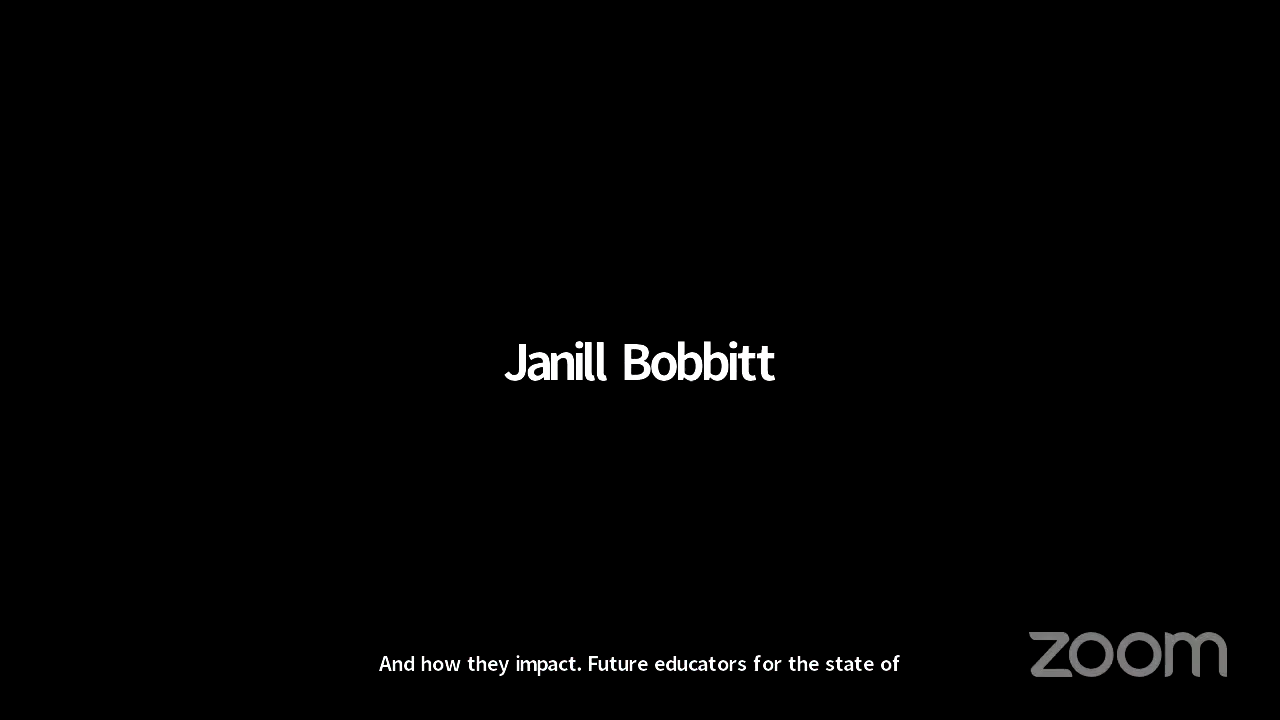 Janill Bobbitt
And how they impact. Future educators for the state of
zoom